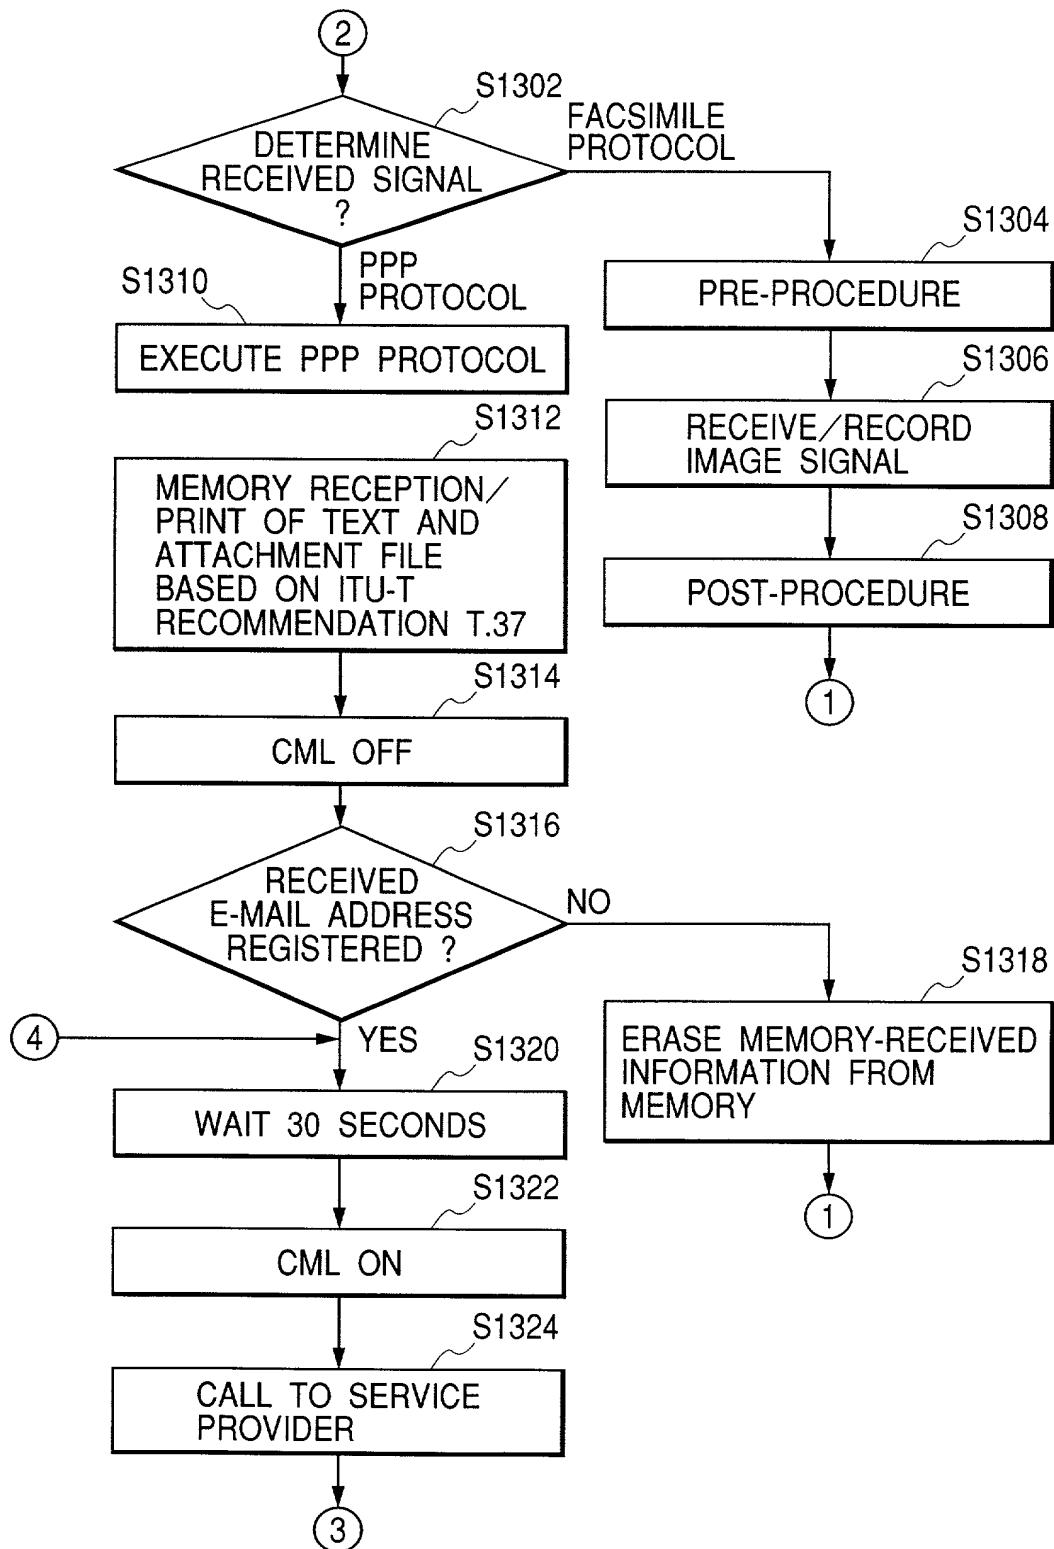 2
S1302
DETERMINE
RECEIVED SIGNAL
?
FACSIMILE
PROTOCOL
S1304
PRE-PROCEDURE
S1306
RECEIVE/RECORD
IMAGE SIGNAL
S1308
POST-PROCEDURE
1
PPP
PROTOCOL
S1310
EXECUTE PPP PROTOCOL
S1312
MEMORY RECEPTION/
PRINT OF TEXT AND
ATTACHMENT FILE
BASED ON ITU-T
RECOMMENDATION T.37
S1314
CML OFF
S1316
RECEIVED
E-MAIL ADDRESS
REGISTERED ?
NO
S1318
ERASE MEMORY-RECEIVED
INFORMATION FROM
MEMORY
1
4
YES
S1320
WAIT 30 SECONDS
S1322
CML ON
S1324
CALL TO SERVICE
PROVIDER
3